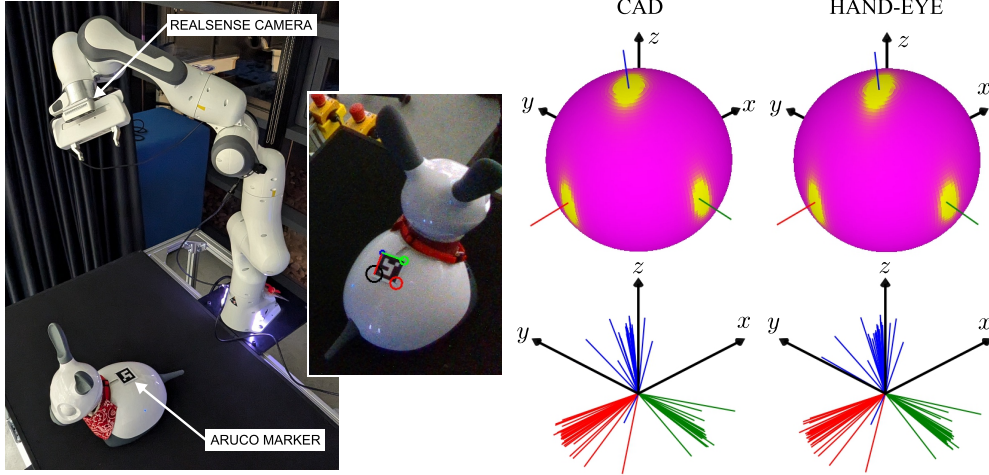 REALSENSE CAMERA
ARUCO MARKER
CAD
HAND-EYE
z
y
x
z
y
x
z
y
x
z
y
x